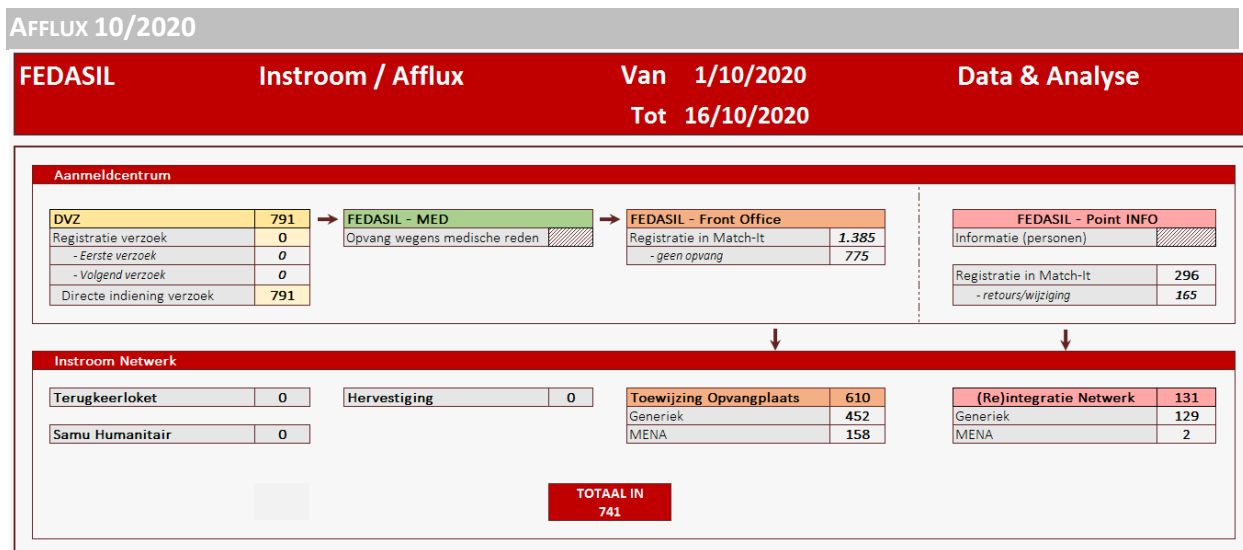 AFFLUX 10/2020
FEDASIL Instroom / Afflux Van 1/10/2020 Data & Analyse
Tot 16/10/2020
Aanmeldcentrum
DVZ 791 FEDASIL - MED FEDASIL - Front Office FEDASIL - Point INFO
Registratie verzoek 0 Opvang wegens medische reden Registratie in Match-It 1.385 Informatie (personen)
- Eerste verzoek 0 - geen opvang 775
- Volgend verzoek 0 Registratie in Match-It 296
Directe indiening verzoek 791 - retours/wijziging 165
Instroom Netwerk
Terugkeerloket 0 Hervestiging 0 Toewijzing Opvangplaats 610 (Re)integratie Netwerk 131
Generiek 452 Generiek 129
Samu Humanitair 0 MENA 158 MENA 2
TOTAAL IN
741